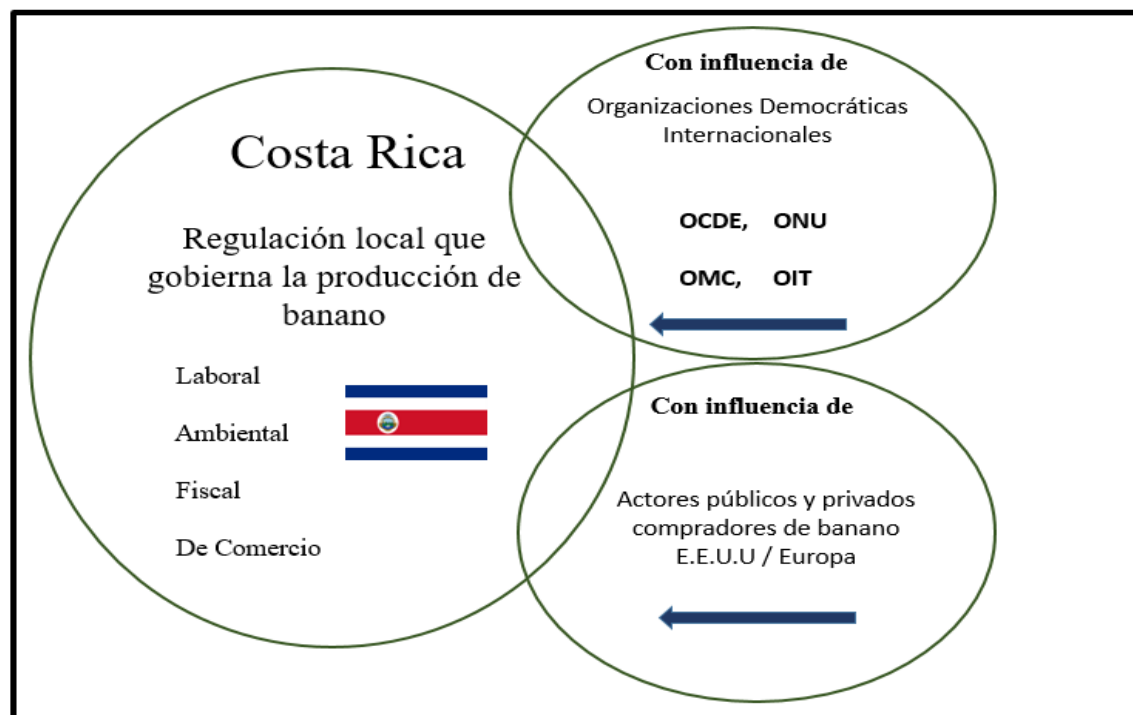 Costa Rica
Regulación local que
gobierna la producción de
banano
Laboral
Ambiental
Fiscal
De Comercio
Con influencia de
Organizaciones Democráticas
Internacionales
OCDE, ONU
OMC, OIT
Con influencia de
Actores públicos y privados
compradores de banano
E.E.U.U / Europa